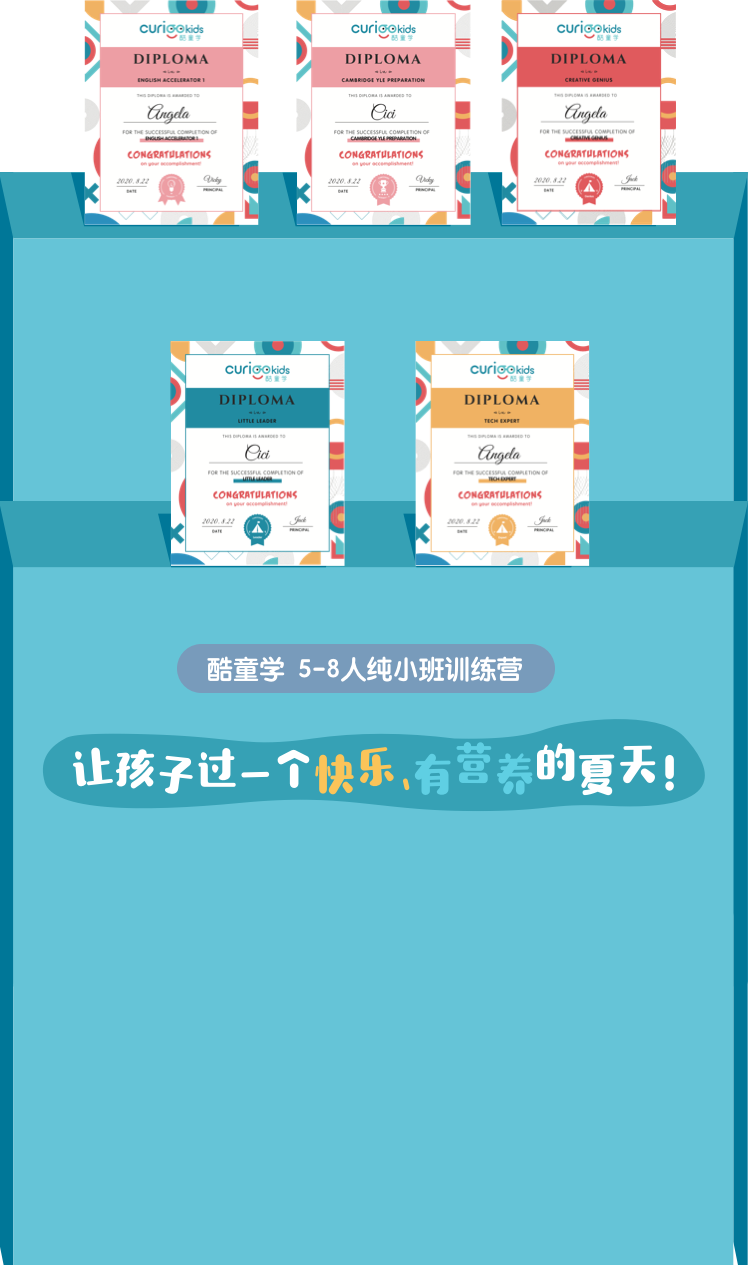 curiookids
酷童学
DIPLOMA
LEVEL
ENGLISH ACCELERATOR 1
THIS DIPLOMA IS AWARDED TO
Angela
FOR THE SUCCESSFUL COMPLETION OF
ENGLISH ACCELERATOR 1
CONGRATULATIONS
on your accomplishment!
2020.8.22
Vicky
DATE
PRINCIPAL
curiookids
酷童学
DIPLOMA
CAMBRIDGE YLE PREPARATION
THIS DIPLOMA IS AWARDED TO
Cici
FOR THE SUCCESSFUL COMPLETION OF
CAMBRIDGE YLE PREPARATION
CONGRATULATIONS
on your accomplishment!
2020.8.22
Vicky
DATE
PRINCIPAL
curiookids
酷童学
DIPLOMA
CREATIVE GENIUS
THIS DIPLOMA IS AWARDED TO
Angela
FOR THE SUCCESSFUL COMPLETION OF
CREATIVE GENIUS
CONGRATULATIONS
on your accomplishment!
2020.8.22
Jack
DATE
PRINCIPAL
curiookids
酷童学
DIPLOMA
LITTLE LEADER
THIS DIPLOMA IS AWARDED TO
Cici
FOR THE SUCCESSFUL COMPLETION OF
LITTLE LEADER
CONGRATULATIONS
on your accomplishment!
2020.8.22
Jack
DATE
PRINCIPAL
curiookids
酷童学
DIPLOMA
TECH EXPERT
THIS DIPLOMA IS AWARDED TO
Angela
FOR THE SUCCESSFUL COMPLETION OF
TECH EXPERT
CONGRATULATIONS
on your accomplishment!
2020.8.22
Jack
DATE
PRINCIPAL
酷童学 5-8人纯小班训练营
让孩子过一个快乐、有营养的夏天!